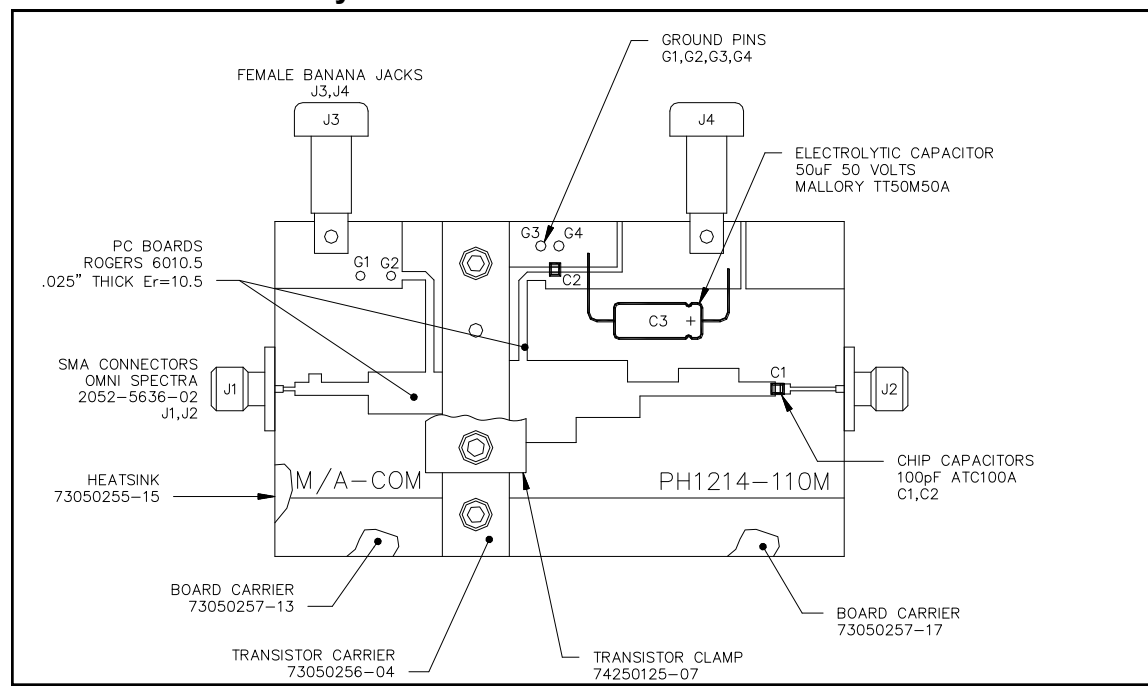 GROUND PINS
G1,G2,G3,G4
FEMALE BANANA JACKS
J3,J4
J3
J4
ELECTROLYTIC CAPACITOR
50uF 50 VOLTS
MALLORY TT50M50A
PC BOARDS
ROGERS 6010.5
.025" THICK Er=10.5
G1 G2
G3 G4
C2
C3 +
SMA CONNECTORS
OMNI SPECTRA
2052-5636-02
J1,J2
J1
C1
J2
HEATSINK
73050255-15
M/A-COM
PH1214-110M
CHIP CAPACITORS
100pF ATC100A
C1,C2
BOARD CARRIER
73050257-13
BOARD CARRIER
73050257-17
TRANSISTOR CARRIER
73050256-04
TRANSISTOR CLAMP
74250125-07